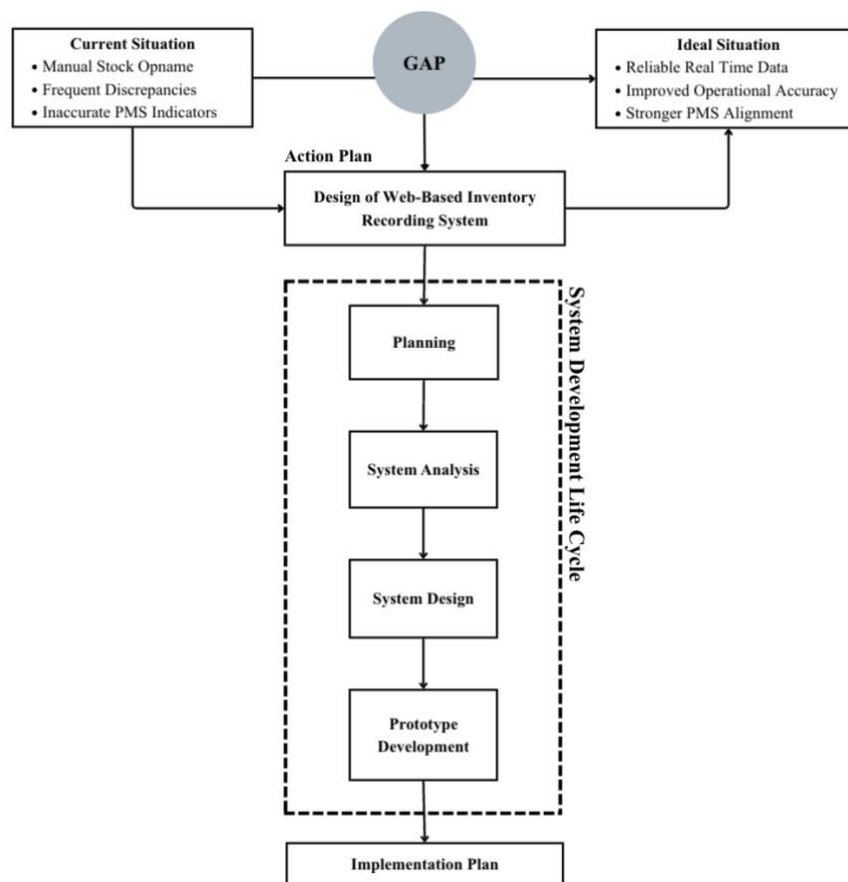 Current Situation
• Manual Stock Opname
• Frequent Discrepancies
• Inaccurate PMS Indicators
GAP
Ideal Situation
• Reliable Real Time Data
• Improved Operational Accuracy
• Stronger PMS Alignment
Action Plan
Design of Web-Based Inventory
Recording System
System Development Life Cycle
Planning
System Analysis
System Design
Prototype
Development
Implementation Plan